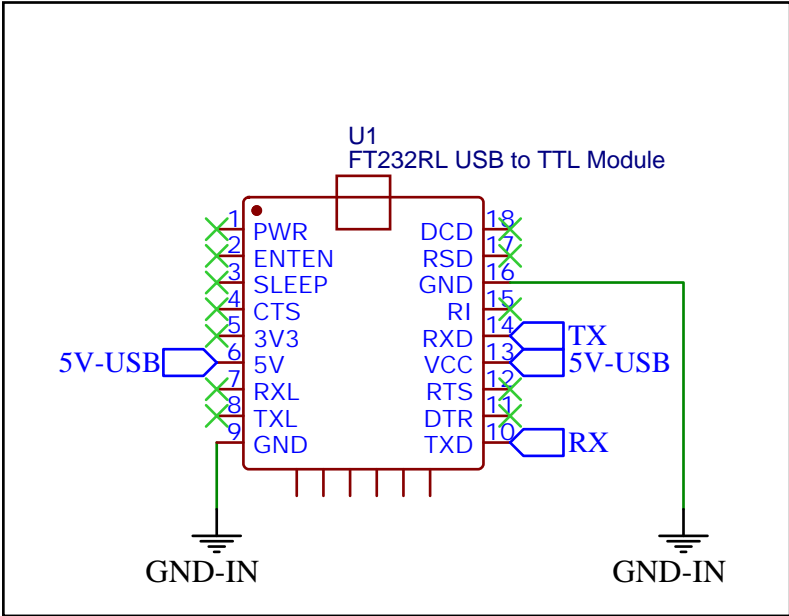 U1
FT232RL USB to TTL Module
1 PWR
2 ENTEN
3 SLEEP
4 CTS
5 3V3
5V-USB 6 5V
7 RXL
8 TXL
9 GND
DCD 18
RSD 17
GND 16
RI 15
RXD 14 TX
VCC 13 5V-USB
RTS 12
DTR 11
TXD 10 RX
GND-IN
GND-IN